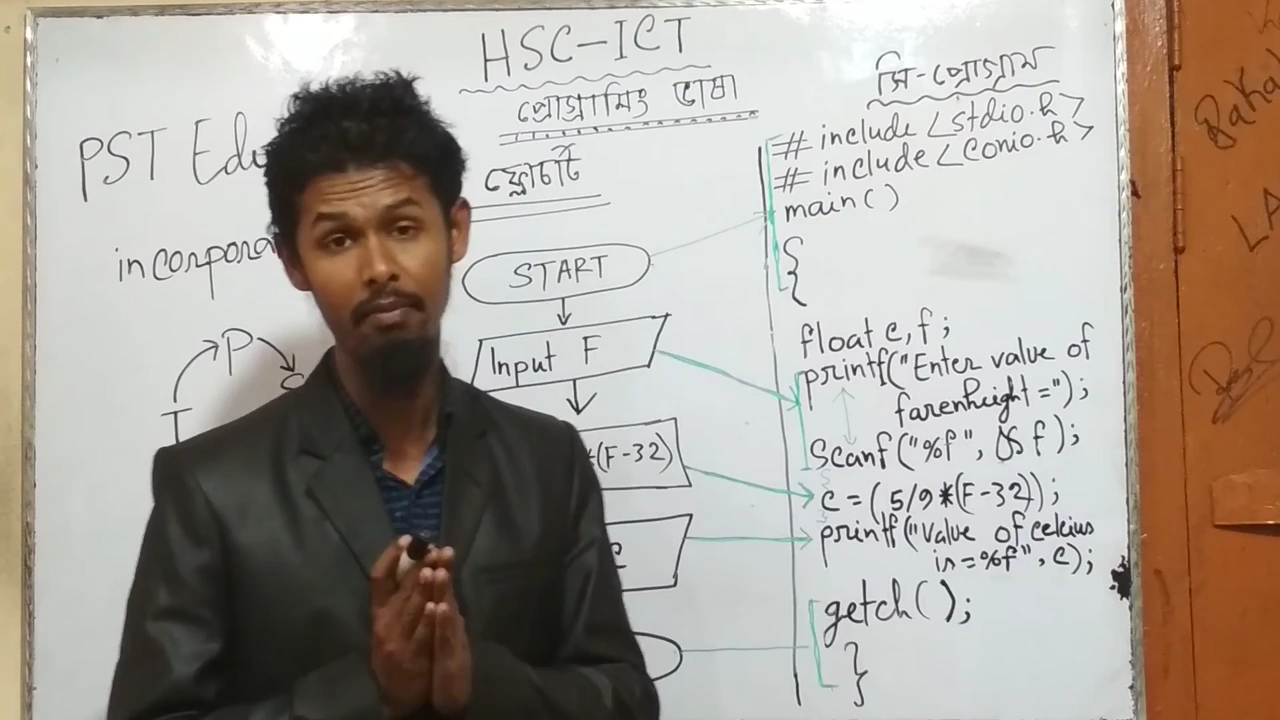 HSC-ICT
প্রোগ্রামিং ভাষা
PST Edu
ফ্লোচার্ট
incorpora
P
T
START
Input F
*(F-32)
সি-প্রোগ্রাম
# include <stdio.h>
# include <conio.h>
main()
{
float c,f;
printf("Enter value of
farenheight =");
Scanf("%f", & f);
c = (5/9*(F-32));
printf("Value of celcius
is=%f", c);
getch();
}
LA